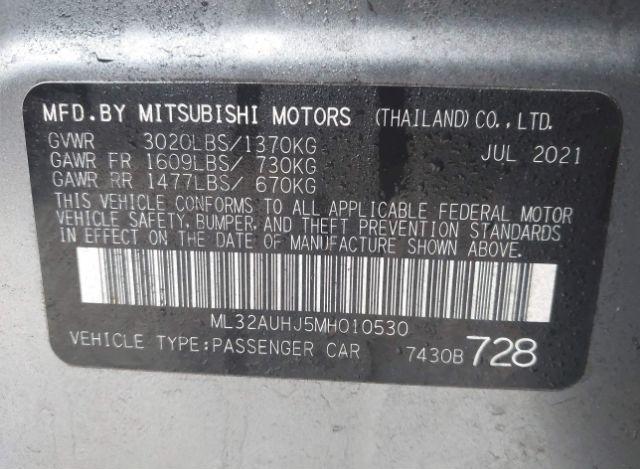 MFD.BY MITSUBISHI MOTORS (THAILAND) CO.,LTD.
GVWR 3020LBS/1370KG JUL 2021
GAWR FR 1609LBS/ 730KG
GAWR RR 1477LBS/ 670KG
THIS VEHICLE CONFORMS TO ALL APPLICABLE FEDERAL MOTOR
VEHICLE SAFETY, BUMPER, AND THEFT PREVENTION STANDARDS
IN EFFECT ON THE DATE OF MANUFACTURE SHOWN ABOVE.
ML32AUHJ5MH010530
VEHICLE TYPE:PASSENGER CAR 7430B 728